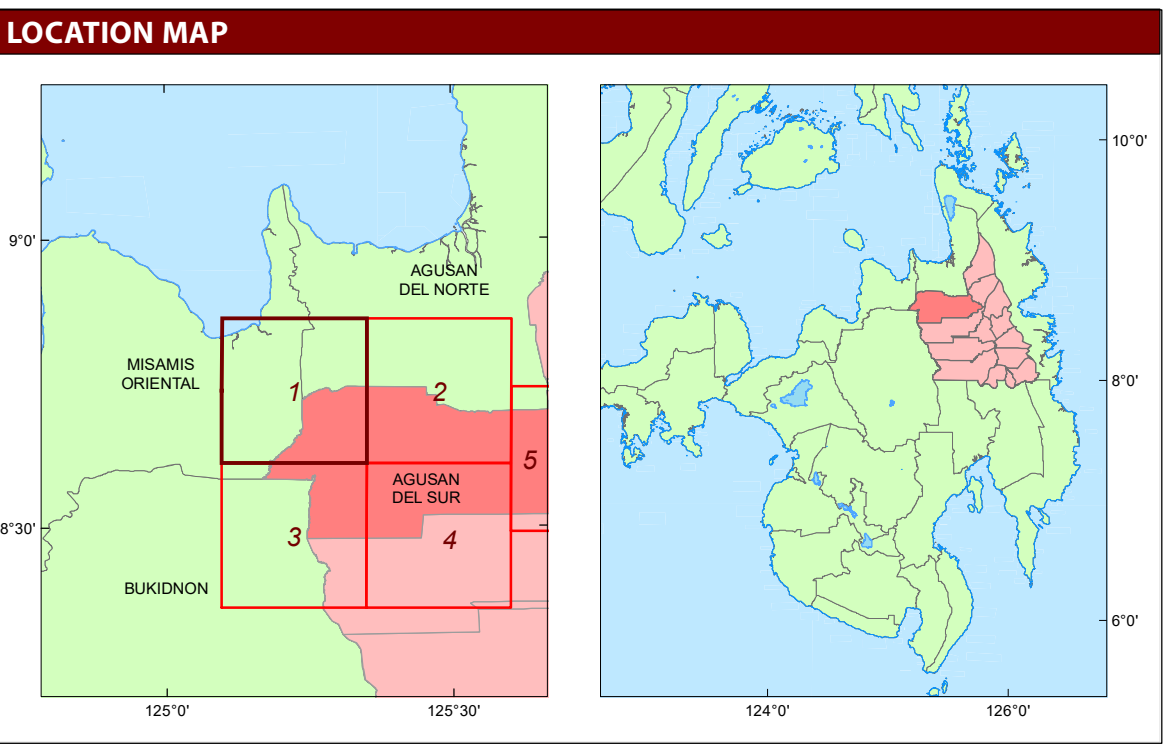 LOCATION MAP
9°0'
8°30'
125°0'
125°30'
AGUSAN
DEL NORTE
MISAMIS
ORIENTAL
1
2
5
AGUSAN
DEL SUR
3
4
BUKIDNON
10°0'
8°0'
6°0'
124°0'
126°0'